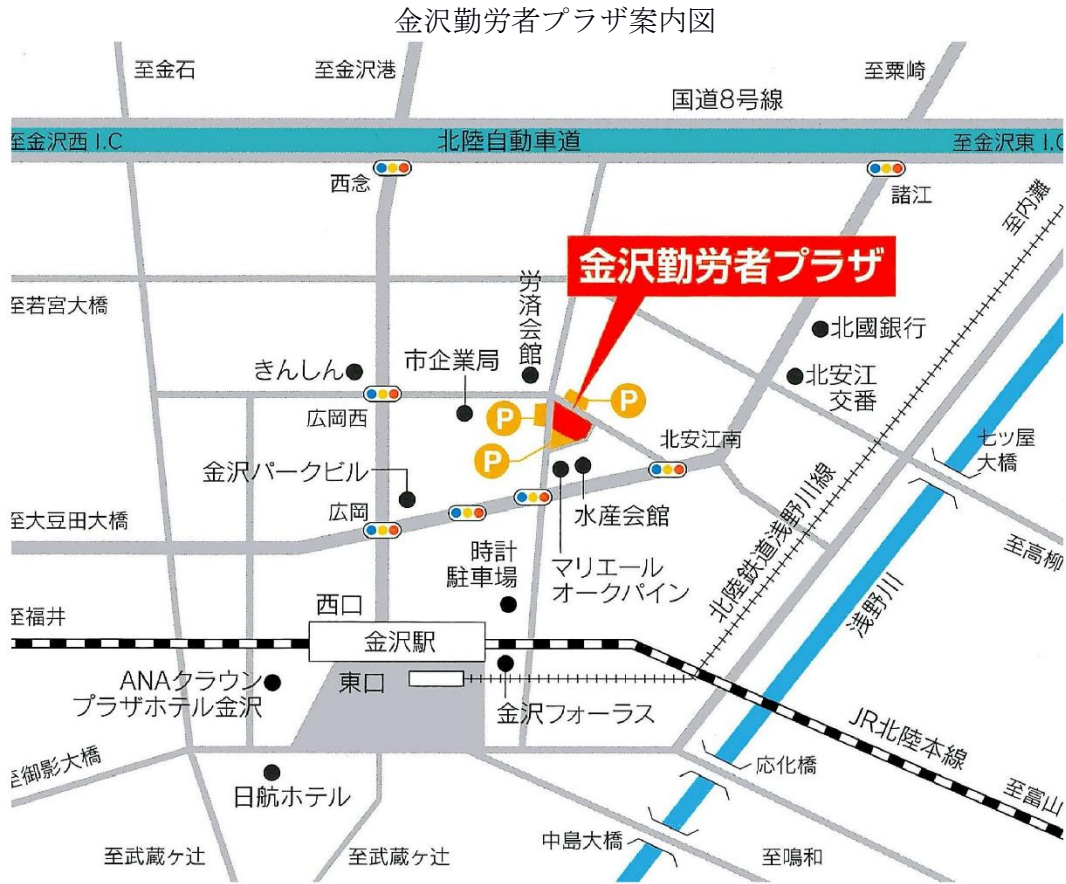 金沢勤労者プラザ案内図
至金石
至金沢港
至粟崎
国道8号線
至金沢西 I.C
北陸自動車道
至金沢東 I.C
西念
諸江
至内灘
金沢勤労者プラザ
至若宮大橋
労済会館
北國銀行
きんしん
市企業局
北安江
交番
P
P
P
広岡西
北安江南
七ツ屋
大橋
金沢パークビル
広岡
水産会館
至大豆田大橋
時計
駐車場
マリエール
オークパイン
北陸鉄道浅野川線
至高柳
浅野川
至福井
西口
金沢駅
東口
ANAクラウン
プラザホテル金沢
金沢フォーラス
JR北陸本線
至御影大橋
応化橋
日航ホテル
至富山
中島大橋
至武蔵ヶ辻
至武蔵ヶ辻
至鳴和